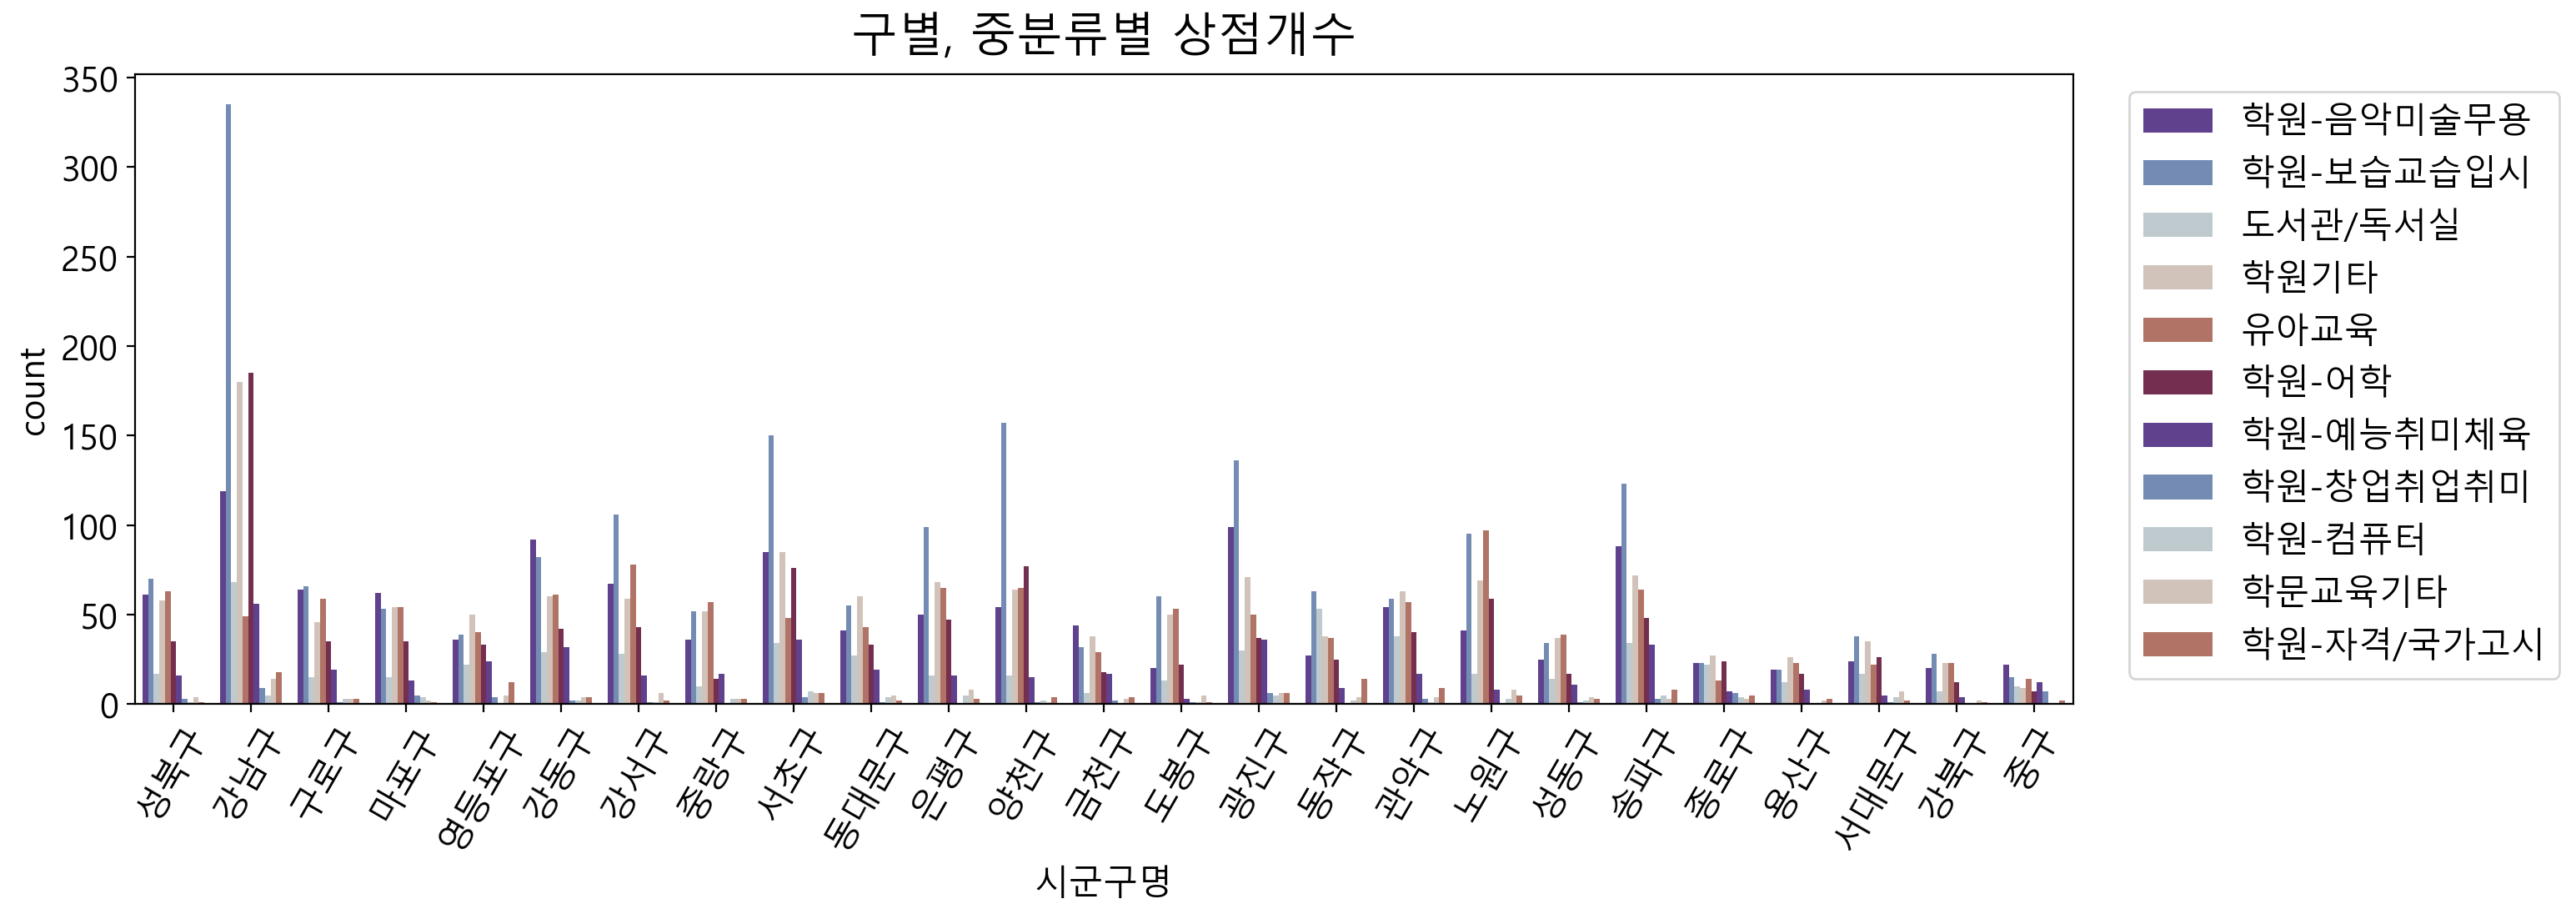 구별, 중분류별 상점개수
count
350
300
250
200
150
100
50
0
성북구
강남구
구로구
마포구
영등포구
강동구
강서구
중랑구
서초구
동대문구
은평구
양천구
금천구
도봉구
광진구
동작구
관악구
노원구
성동구
송파구
종로구
용산구
서대문구
강북구
중구
시군구명
학원-음악미술무용
학원-보습교습입시
도서관/독서실
학원기타
유아교육
학원-어학
학원-예능취미체육
학원-창업취업취미
학원-컴퓨터
학문교육기타
학원-자격/국가고시